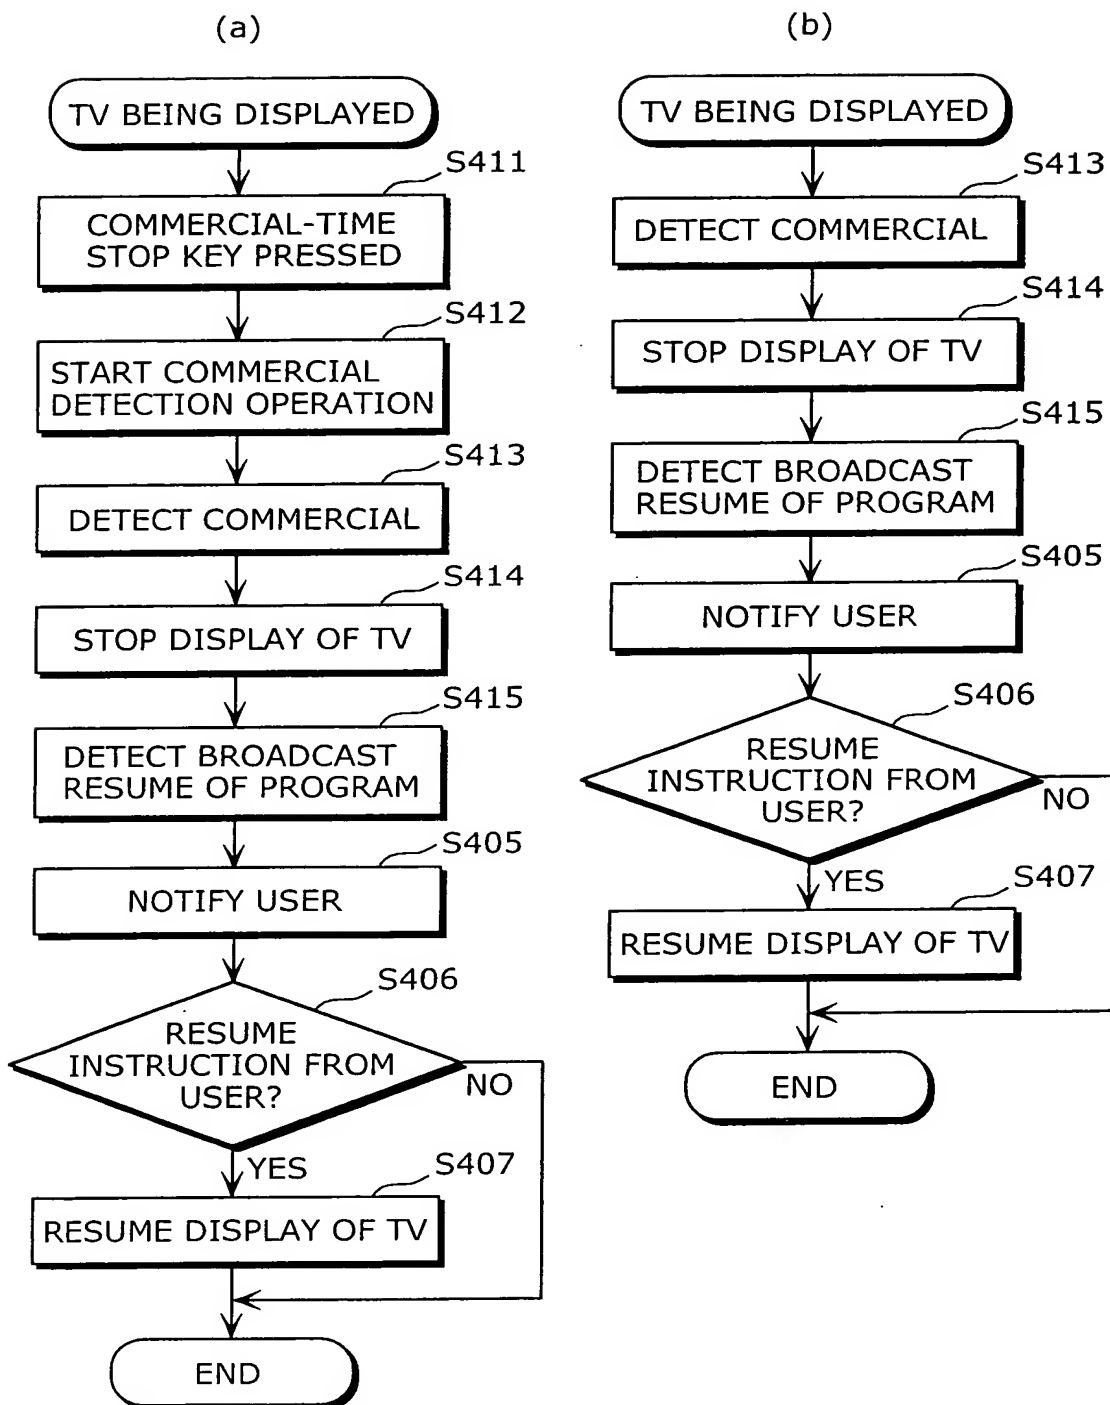 (a)
TV BEING DISPLAYED
S411
COMMERCIAL-TIME
STOP KEY PRESSED
S412
START COMMERCIAL
DETECTION OPERATION
S413
DETECT COMMERCIAL
S414
STOP DISPLAY OF TV
S415
DETECT BROADCAST
RESUME OF PROGRAM
S405
NOTIFY USER
S406
RESUME
INSTRUCTION FROM
USER?
NO
YES
S407
RESUME DISPLAY OF TV
END
(b)
TV BEING DISPLAYED
S413
DETECT COMMERCIAL
S414
STOP DISPLAY OF TV
S415
DETECT BROADCAST
RESUME OF PROGRAM
S405
NOTIFY USER
S406
RESUME
INSTRUCTION FROM
USER?
NO
YES
S407
RESUME DISPLAY OF TV
END